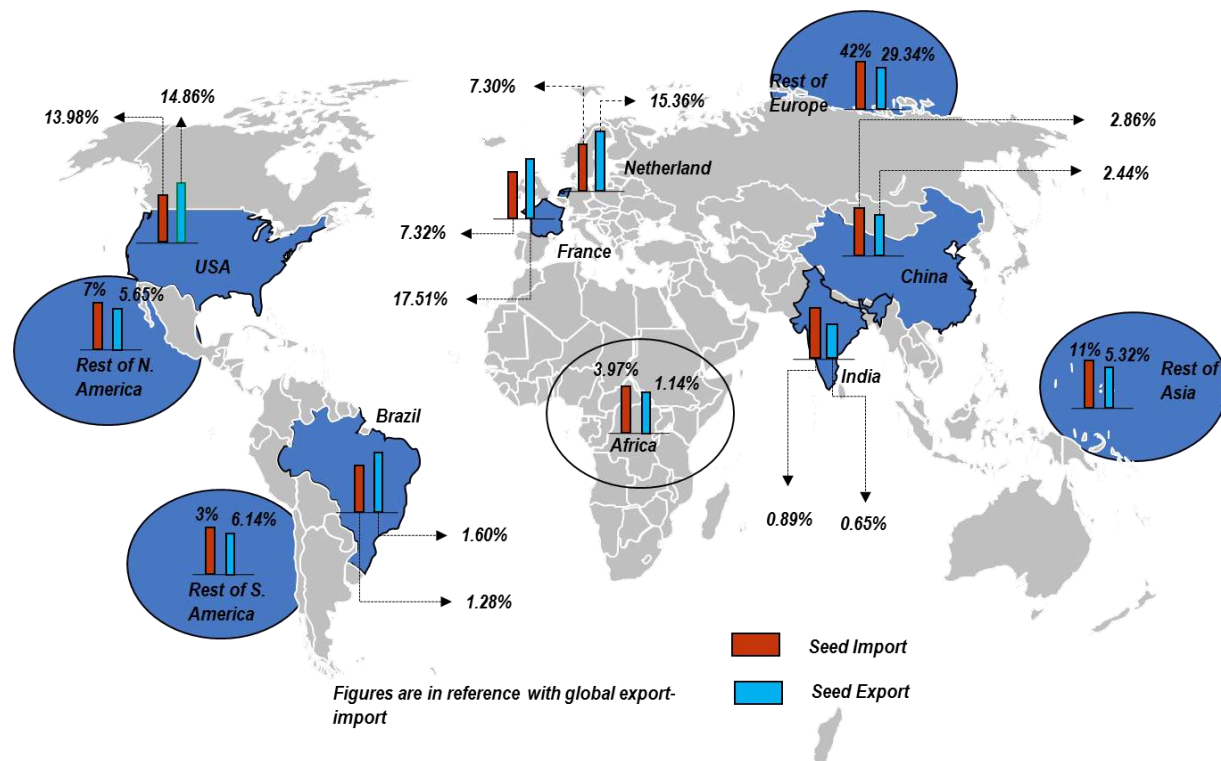 42%
29.34%
Rest of
Europe
7.30%
15.36%
14.86%
13.98%
2.86%
2.44%
Netherland
7.32%
France
17.51%
USA
China
7%
5.65%
Rest of N.
America
3.97%
1.14%
Africa
India
11%
5.32%
Rest of
Asia
Brazil
0.89%
0.65%
3%
6.14%
Rest of S.
America
1.60%
1.28%
Seed Import
Seed Export
Figures are in reference with global export-
import